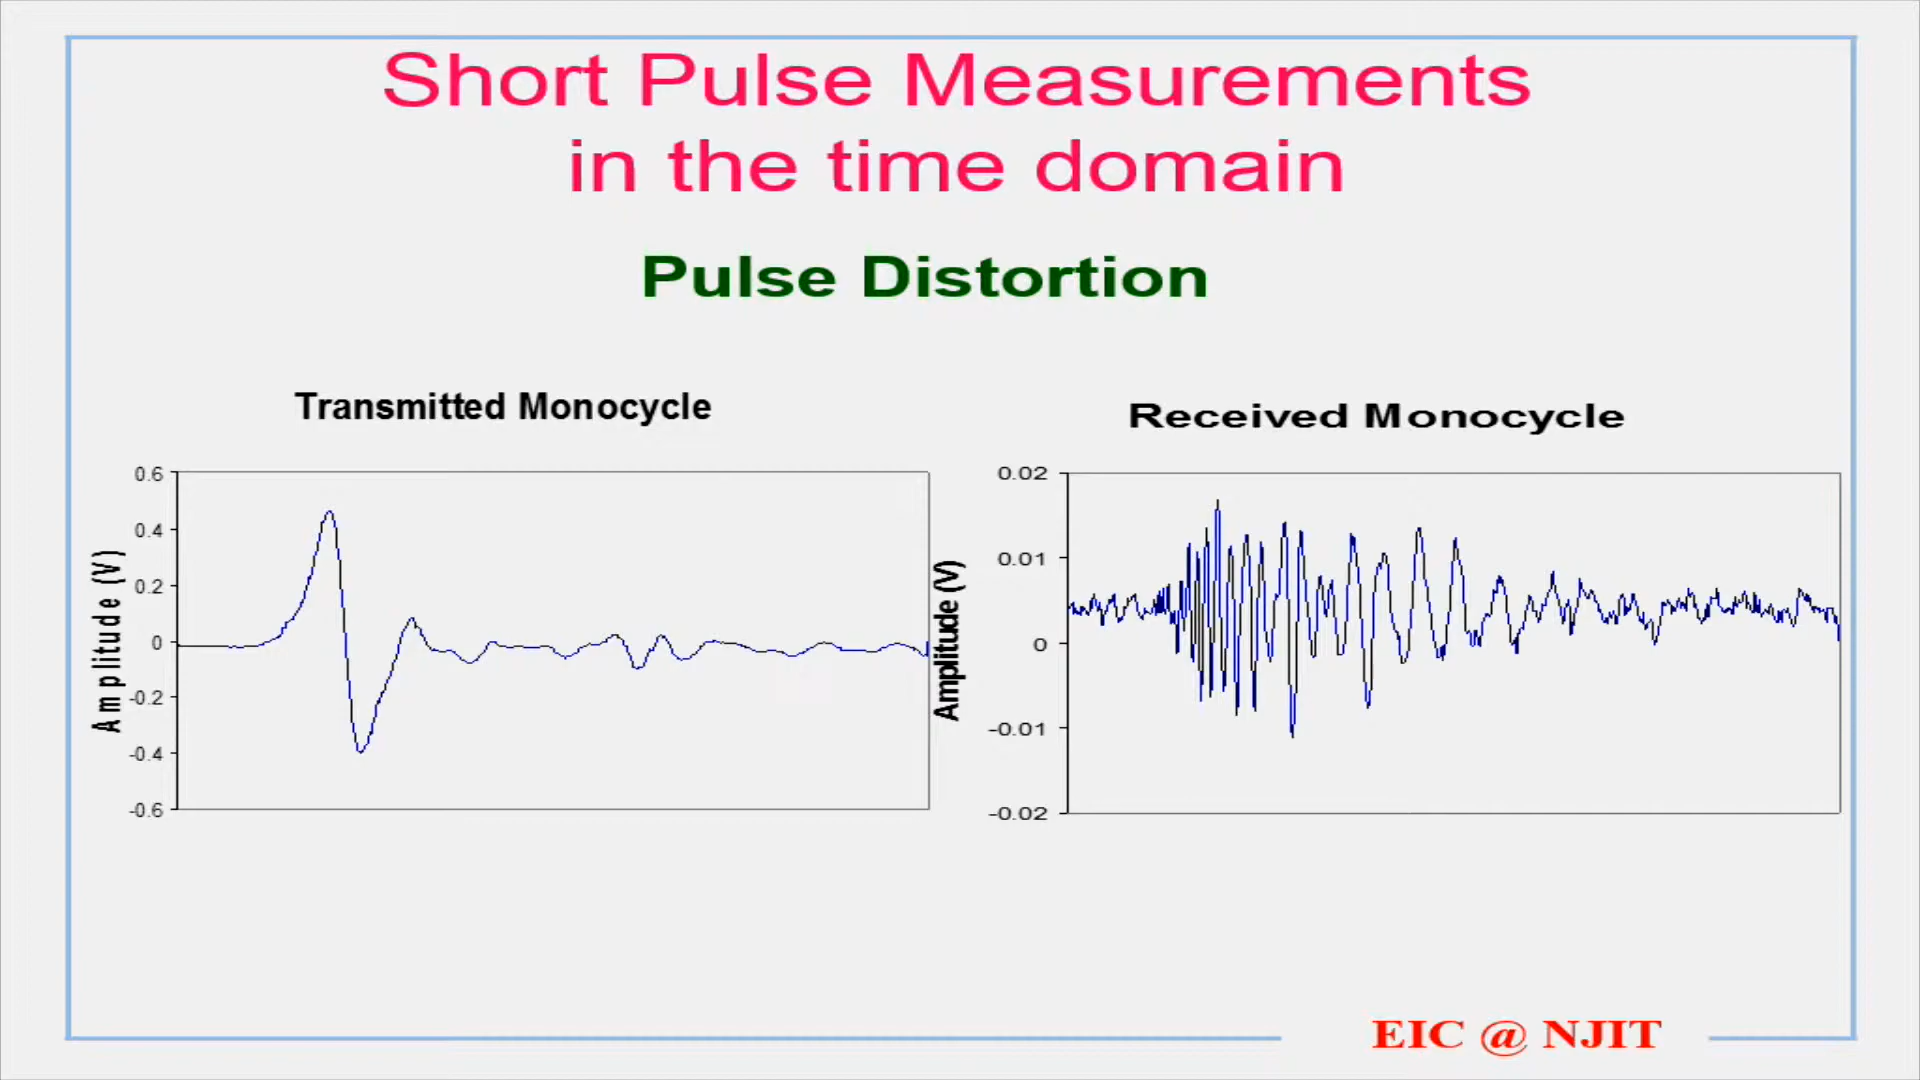 Short Pulse Measurements
in the time domain
Pulse Distortion
Transmitted Monocycle
0.6
0.4
0.2
0
-0.2
-0.4
-0.6
Amplitude (V)
Received Monocycle
0.02
0.01
0
-0.01
-0.02
Amplitude (V)
EIC @ NJIT